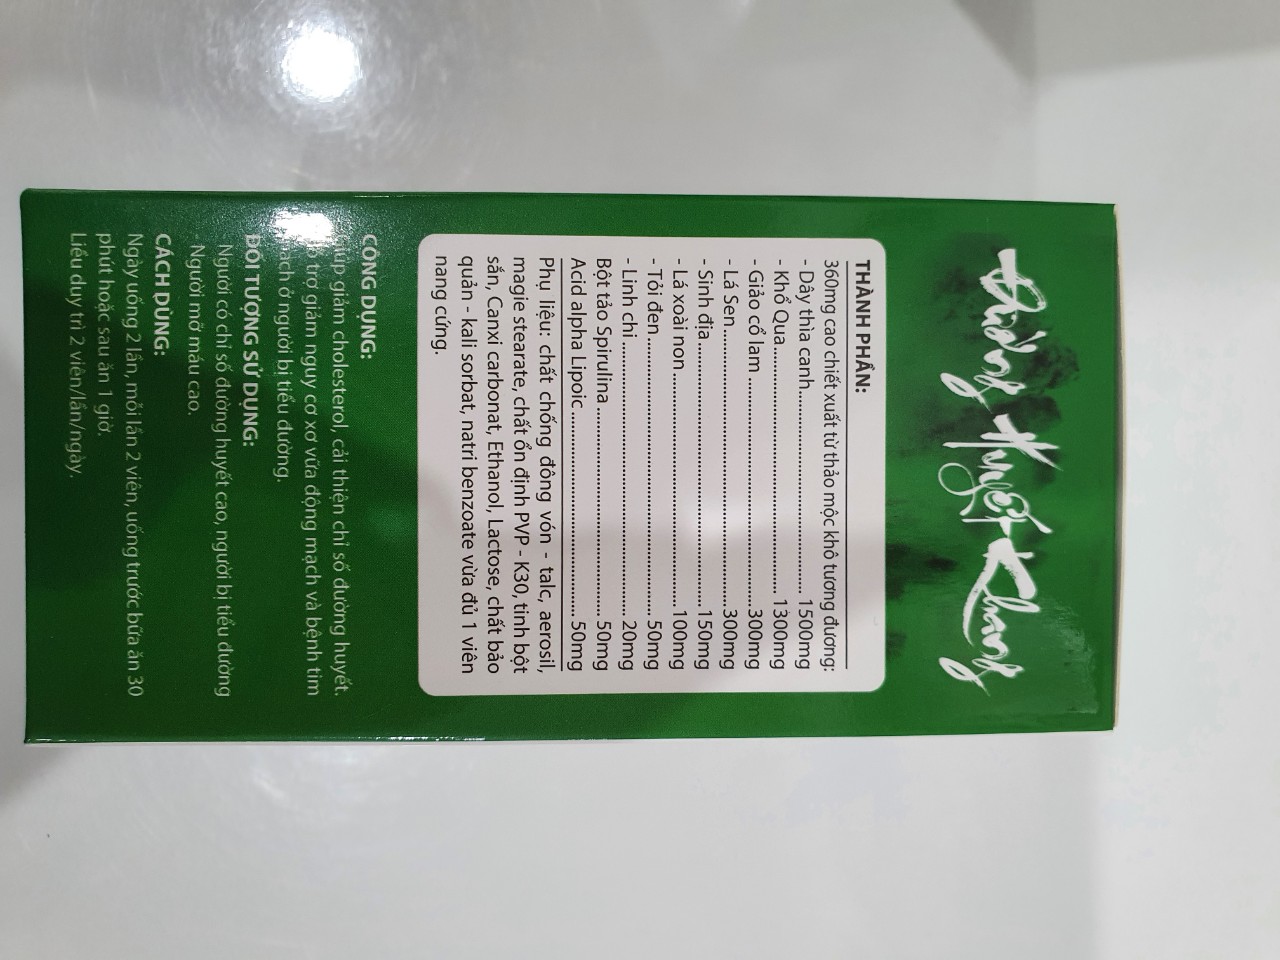 Đường Huyết Khang
THÀNH PHẦN:
360mg cao chiết xuất từ thảo mộc khô tương đương:
- Dây thìa canh........................................ 1500mg
- Khổ Qua................................................ 1300mg
- Giảo cổ lam ............................................ 300mg
- Lá Sen..................................................... 300mg
- Sinh địa................................................... 150mg
- Lá xoài non ............................................. 100mg
- Tỏi đen...................................................... 50mg
- Linh chi ..................................................... 20mg
Bột tảo Spirulina ......................................... 50mg
Acid alpha Lipoic......................................... 50mg
Phụ liệu: chất chống đông vón - talc, aerosil,
magie stearate, chất ổn định PVP - K30, tinh bột
sắn, Canxi carbonat, Ethanol, Lactose, chất bảo
quản - kali sorbat, natri benzoate vừa đủ 1 viên
nang cứng.
CÔNG DỤNG:
Giúp giảm cholesterol, cải thiện chỉ số đường huyết.
trợ giảm nguy cơ xơ vữa động mạch và bệnh tim
mạch ở người bị tiểu đường.
ĐỐI TƯỢNG SỬ DỤNG:
Người có chỉ số đường huyết cao, người bị tiểu đường
Người mỡ máu cao.
CÁCH DÙNG:
Ngày uống 2 lần, mỗi lần 2 viên, uống trước bữa ăn 30
phút hoặc sau ăn 1 giờ.
Liều duy trì 2 viên/lần/ngày.